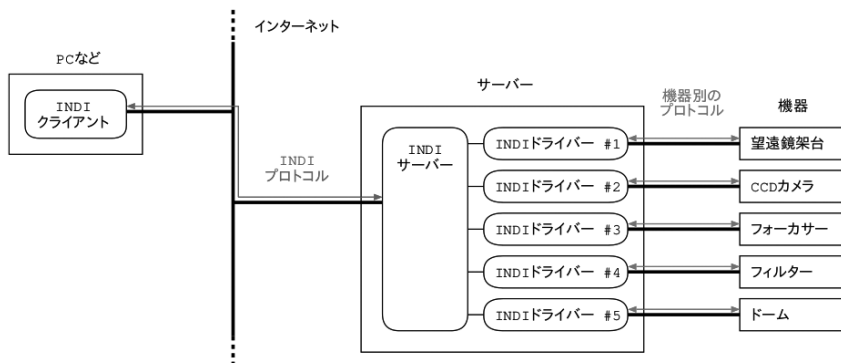 インターネット
PCなど
INDI
クライアント
INDI
プロトコル
サーバー
INDI
サーバー
INDIドライバー #1
INDIドライバー #2
INDIドライバー #3
INDIドライバー #4
INDIドライバー #5
機器別の
プロトコル
機器
望遠鏡架台
CCDカメラ
フォーカサー
フィルター
ドーム